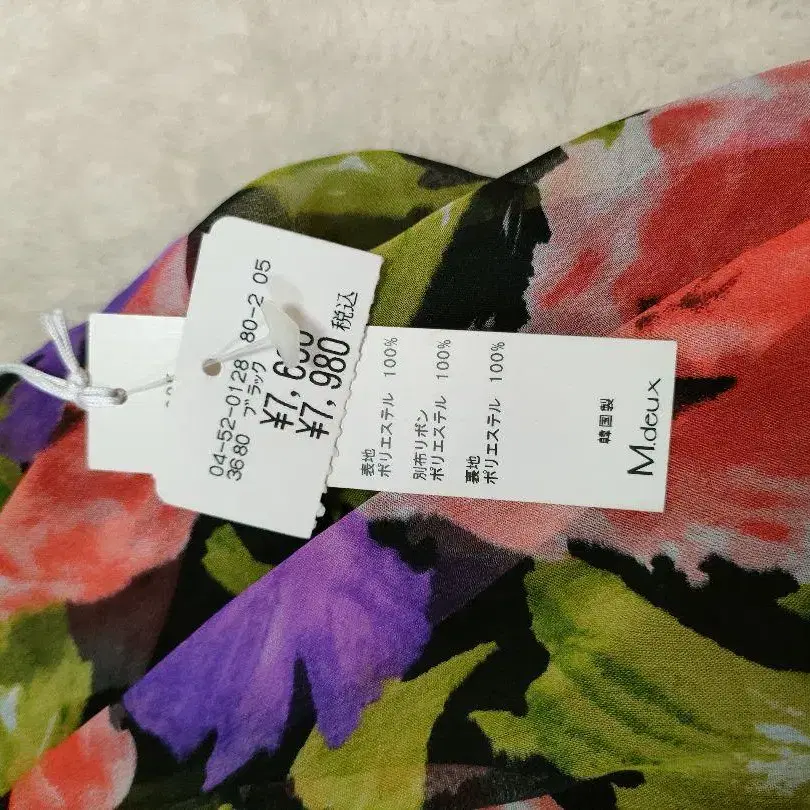 04-52-0128 80-2 05
3680 ブラック
¥7,6
¥7,980 税込
表地
ポリエステル 100%
別布リボン
ポリエステル 100%
裏地
ポリエステル 100%
韓国製
M.deux